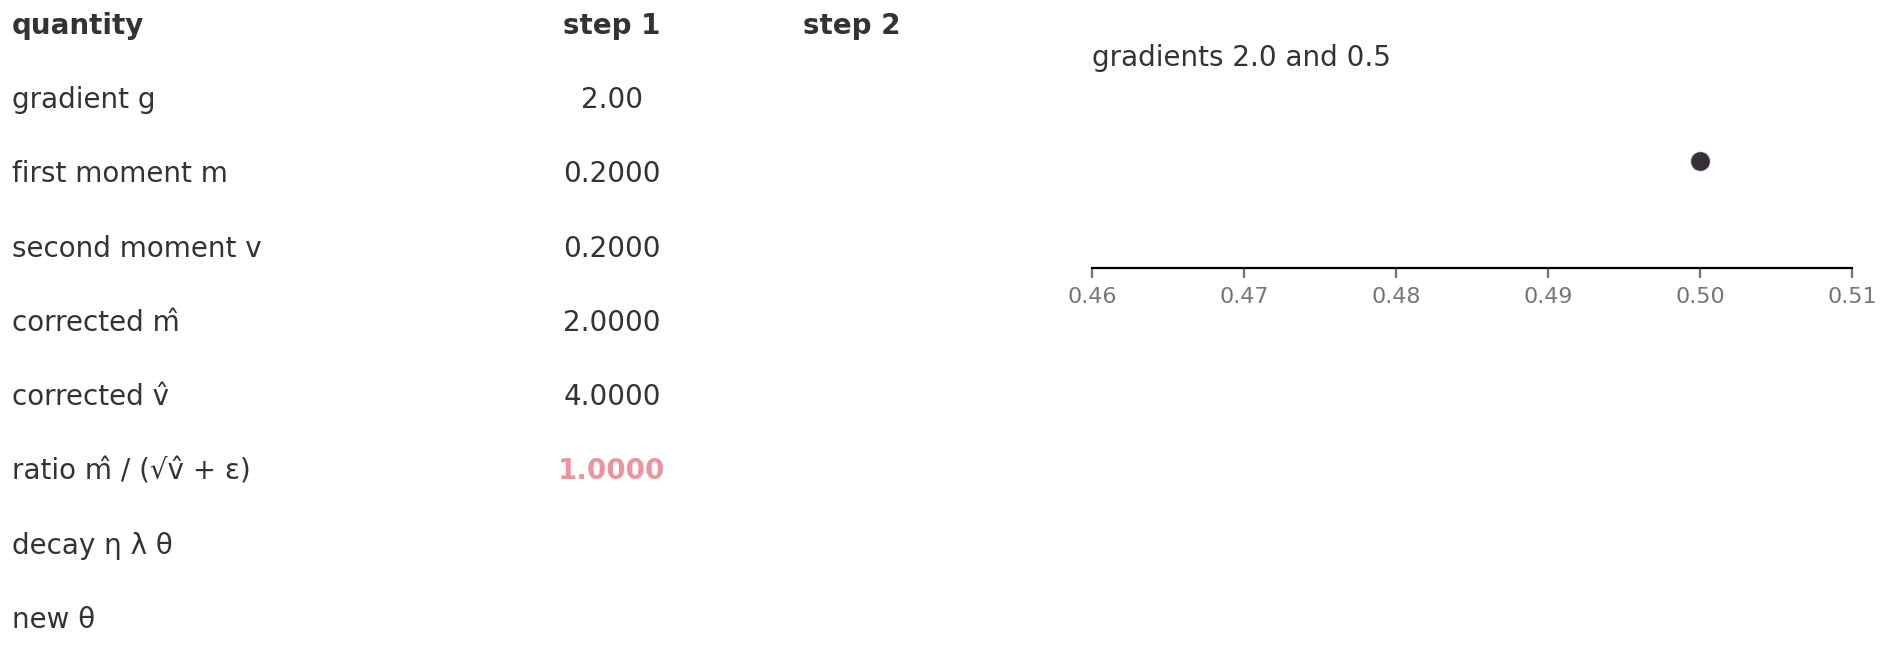 quantity step 1 step 2
gradients 2.0 and 0.5
gradient g 2.00
first moment m 0.2000
second moment v 0.2000
0.46 0.47 0.48 0.49 0.50 0.51
corrected m̂ 2.0000
corrected v̂ 4.0000
ratio m̂ / (√v̂ + ε) 1.0000
decay η λ θ
new θ